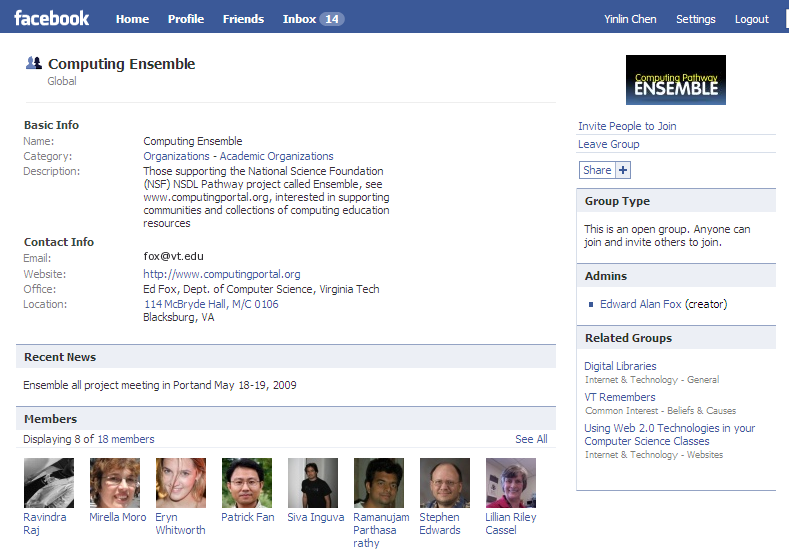 facebook Home Profile Friends Inbox 14 Yinlin Chen Settings Logout
Computing Ensemble
Global
Basic Info
Name: Computing Ensemble
Category: Organizations - Academic Organizations
Description: Those supporting the National Science Foundation
(NSF) NSDL Pathway project called Ensemble, see
www.computingportal.org, interested in supporting
communities and collections of computing education
resources
Contact Info
Email: fox@vt.edu
Website: http://www.computingportal.org
Office: Ed Fox, Dept. of Computer Science, Virginia Tech
Location: 114 McBryde Hall, M/C 0106
Blacksburg, VA
Recent News
Ensemble all project meeting in Portand May 18-19, 2009
Members
Displaying 8 of 18 members See All
Ravindra
Raj
Mirella Moro
Eryn
Whitworth
Patrick Fan
Siva Inguva
Ramanujam
Parthasa
rathy
Stephen
Edwards
Lillian Riley
Cassel
Computing Pathway
ENSEMBLE
Invite People to Join
Leave Group
Share +
Group Type
This is an open group. Anyone can
join and invite others to join.
Admins
Edward Alan Fox (creator)
Related Groups
Digital Libraries
Internet & Technology - General
VT Remembers
Common Interest - Beliefs & Causes
Using Web 2.0 Technologies in your
Computer Science Classes
Internet & Technology - Websites